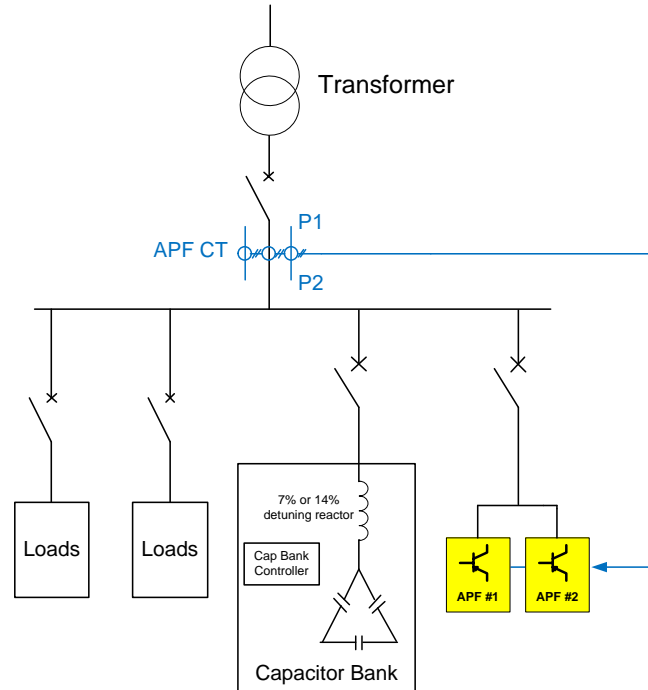 Transformer
P1
APF CT
P2
7% or 14%
detuning reactor
Loads
Loads
Cap Bank
Controller
APF #1
APF #2
Capacitor Bank